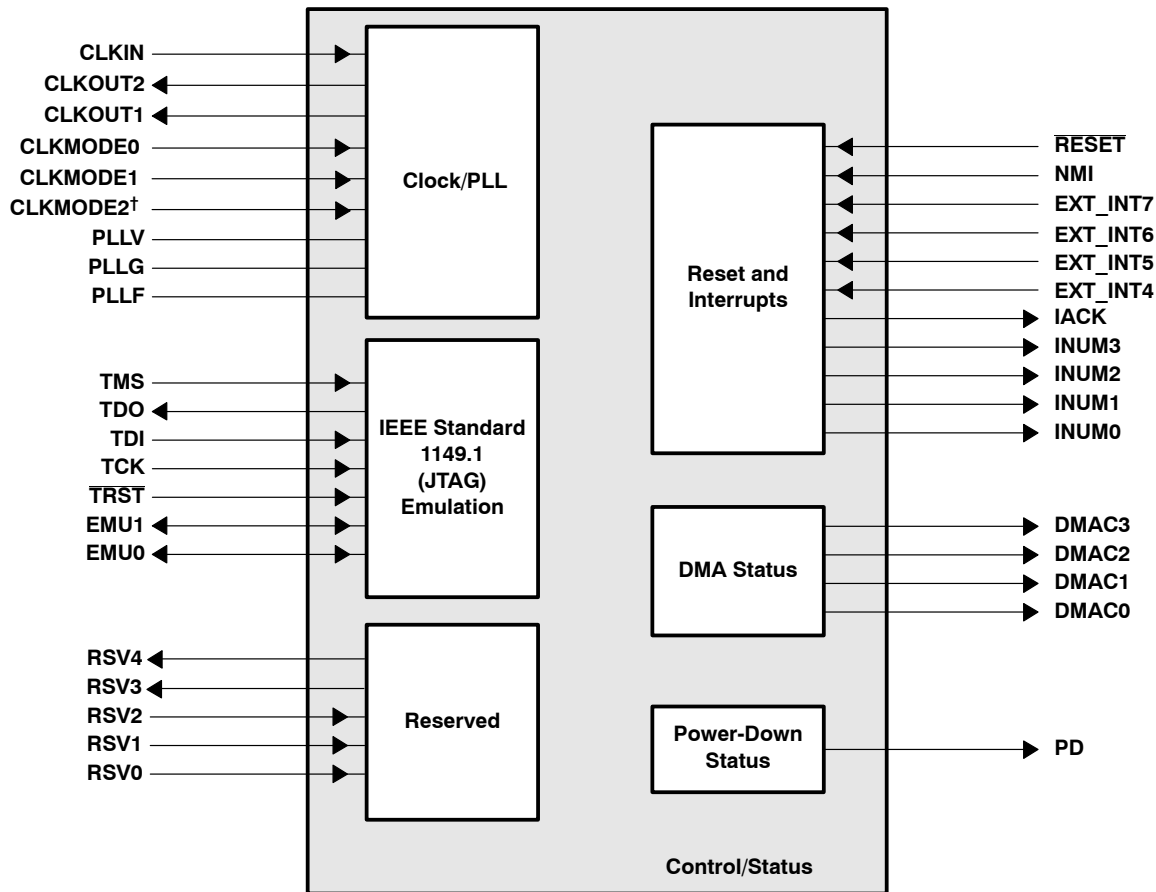 CLKIN
CLKOUT2
CLKOUT1
CLKMODE0
CLKMODE1
CLKMODE2†
PLLV
PLLG
PLLF
Clock/PLL
TMS
TDO
TDI
TCK
T̅R̅S̅T̅
EMU1
EMU0
IEEE Standard
1149.1
(JTAG)
Emulation
RSV4
RSV3
RSV2
RSV1
RSV0
Reserved
Reset and
Interrupts
R̅E̅S̅E̅T̅
NMI
EXT_INT7
EXT_INT6
EXT_INT5
EXT_INT4
IACK
INUM3
INUM2
INUM1
INUM0
DMA Status
DMAC3
DMAC2
DMAC1
DMAC0
Power-Down
Status
PD
Control/Status